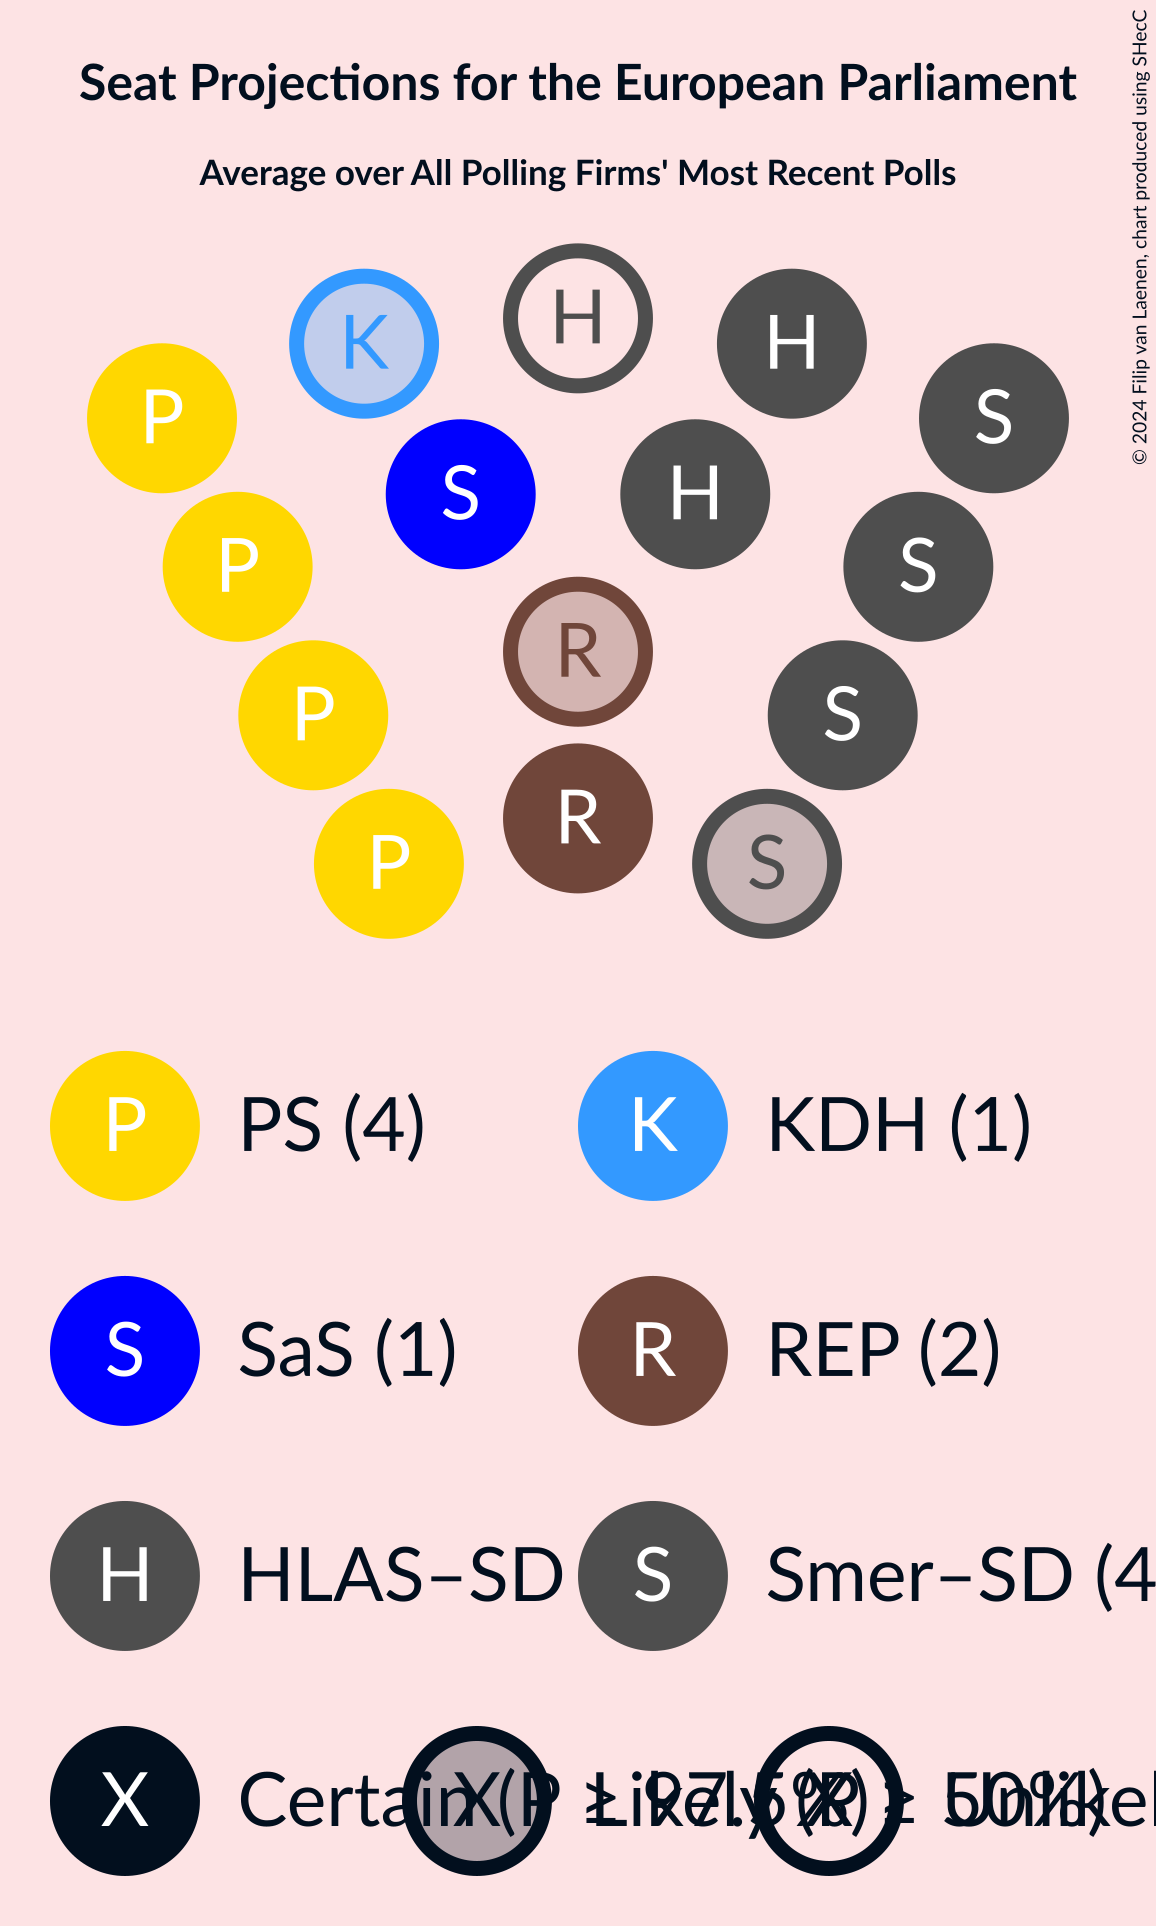 Seat Projections for the European Parliament
Average over All Polling Firms' Most Recent Polls
© 2024 Filip van Laenen, chart produced using SHecC
H
K H
P S
S H
P S
R
P S
R
P S
P PS (4) K KDH (1)
S SaS (1) R REP (2)
H HLAS–SD S Smer–SD (4
X Certain (P ≥ 97.5%) X Likely (P ≥ 50%) X